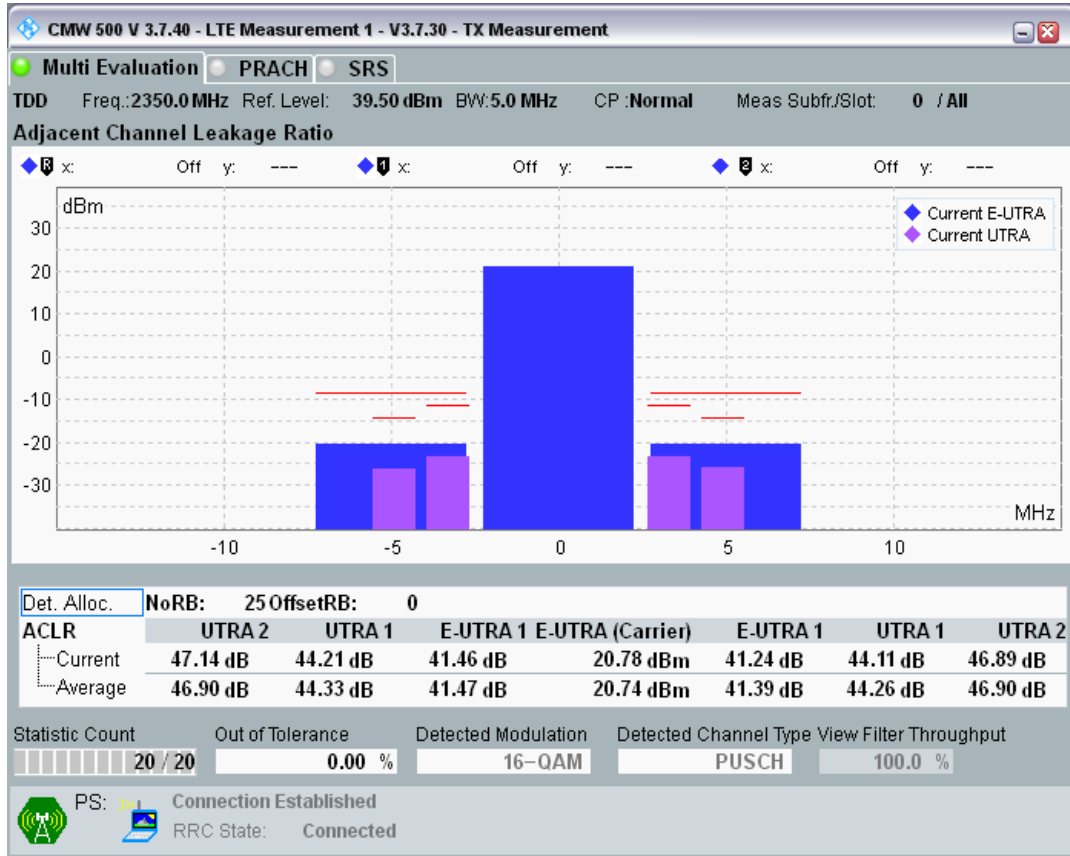 CMW 500 V 3.7.40 - LTE Measurement 1 - V3.7.30 - TX Measurement
Multi Evaluation PRACH SRS
TDD Freq.:2350.0 MHz Ref. Level: 39.50 dBm BW:5.0 MHz CP :Normal Meas Subfr./Slot: 0 / All
Adjacent Channel Leakage Ratio
R x: Off y: --- 1 x: Off y: --- 2 x: Off y: ---
dBm
Current E-UTRA
Current UTRA
30
20
10
0
-10
-20
-30
MHz
-10 -5 0 5 10
Det. Alloc. NoRB: 25 OffsetRB: 0
ACLR UTRA 2 UTRA 1 E-UTRA 1 E-UTRA (Carrier) E-UTRA 1 UTRA 1 UTRA 2
Current 47.14 dB 44.21 dB 41.46 dB 20.78 dBm 41.24 dB 44.11 dB 46.89 dB
Average 46.90 dB 44.33 dB 41.47 dB 20.74 dBm 41.39 dB 44.26 dB 46.90 dB
Statistic Count Out of Tolerance Detected Modulation Detected Channel Type View Filter Throughput
20 / 20 0.00 % 16-QAM PUSCH 100.0 %
PS: Connection Established
RRC State: Connected